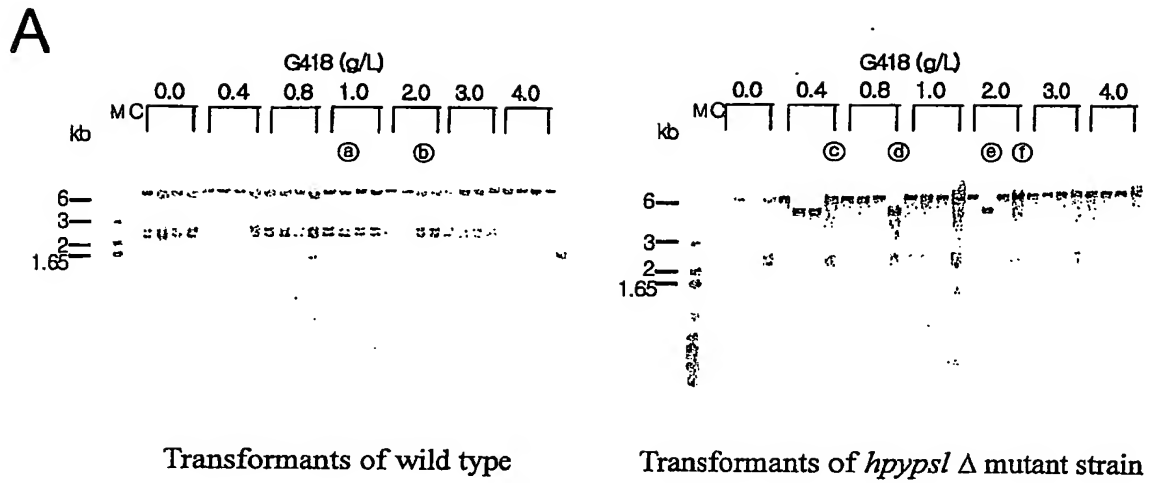 A
G418 (g/L)
0.0 0.4 0.8 1.0 2.0 3.0 4.0
M C
kb
ⓐ ⓑ
6
3
2
1.65
Transformants of wild type
G418 (g/L)
0.0 0.4 0.8 1.0 2.0 3.0 4.0
M C
kb
ⓒ ⓓ ⓔ ⓕ
6
3
2
1.65
Transformants of hpypsl Δ mutant strain